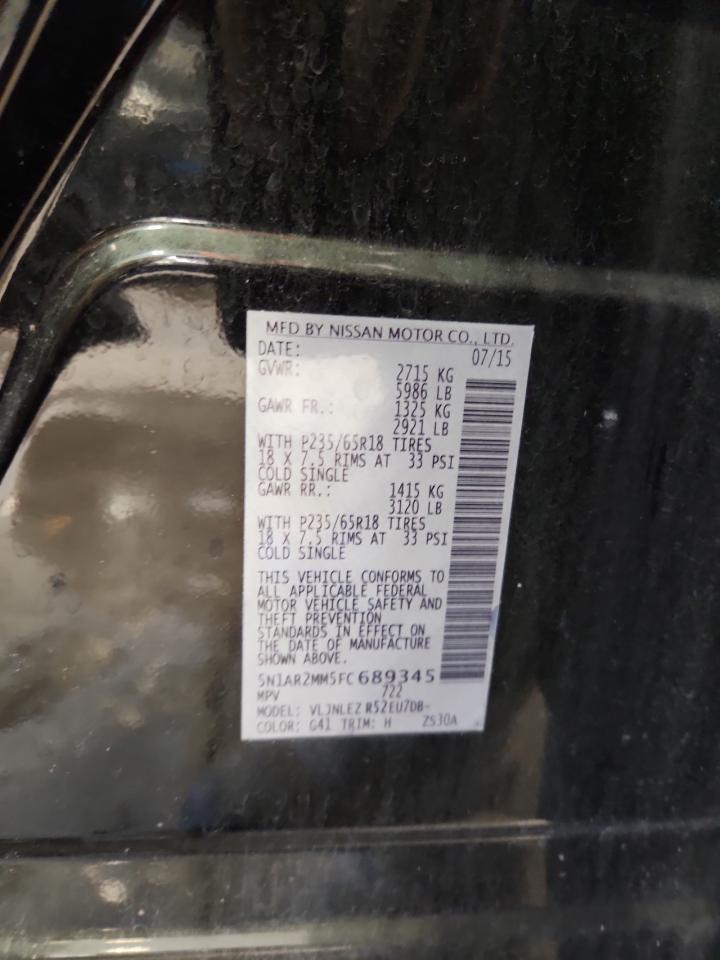 MFD BY NISSAN MOTOR CO., LTD.
DATE: 07/15
GVWR: 2715 KG
5986 LB
GAWR FR.: 1325 KG
2921 LB
WITH P235/65R18 TIRES
18 X 7.5 RIMS AT 33 PSI
COLD SINGLE
GAWR RR.: 1415 KG
3120 LB
WITH P235/65R18 TIRES
18 X 7.5 RIMS AT 33 PSI
COLD SINGLE
THIS VEHICLE CONFORMS TO
ALL APPLICABLE FEDERAL
MOTOR VEHICLE SAFETY AND
THEFT PREVENTION
STANDARDS IN EFFECT ON
THE DATE OF MANUFACTURE
SHOWN ABOVE.
5N1AR2MM5FC689345
MPV 722
MODEL: VLJNLEZ R52EU7DB-
COLOR: G41 TRIM: H ZS30A